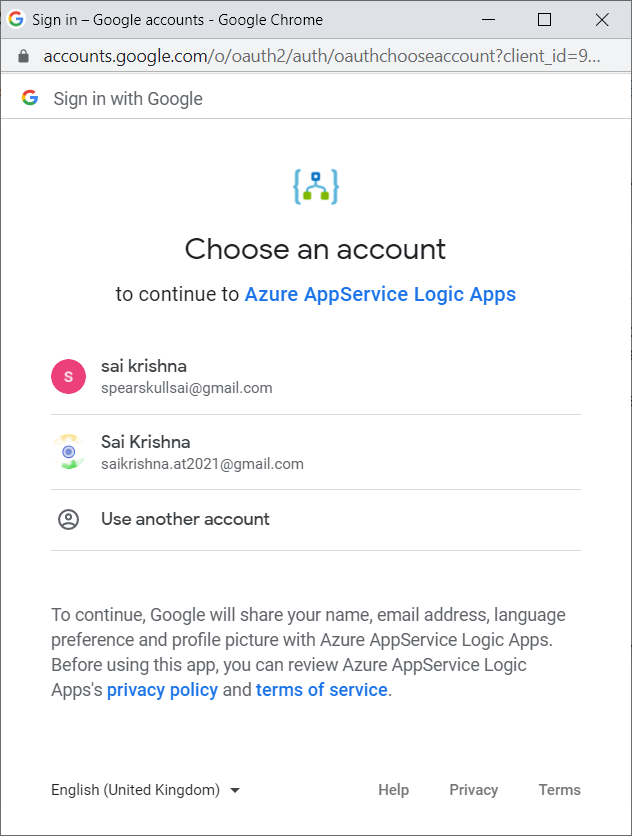 Sign in – Google accounts - Google Chrome
accounts.google.com/o/oauth2/auth/oauthchooseaccount?client_id=9...
Sign in with Google
Choose an account
to continue to Azure AppService Logic Apps
S
sai krishna
spearskullsai@gmail.com
Sai Krishna
saikrishna.at2021@gmail.com
Use another account
To continue, Google will share your name, email address, language
preference and profile picture with Azure AppService Logic Apps.
Before using this app, you can review Azure AppService Logic
Apps's privacy policy and terms of service.
English (United Kingdom) Help Privacy Terms